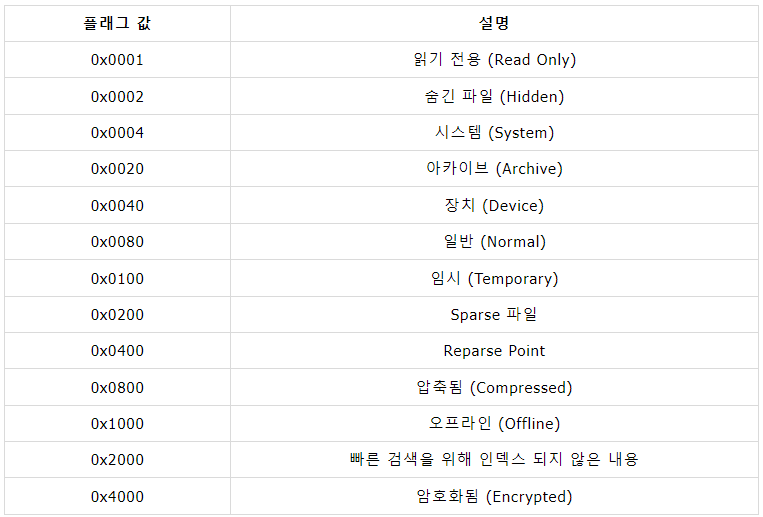 플래그 값 설명
0x0001 읽기 전용 (Read Only)
0x0002 숨긴 파일 (Hidden)
0x0004 시스템 (System)
0x0020 아카이브 (Archive)
0x0040 장치 (Device)
0x0080 일반 (Normal)
0x0100 임시 (Temporary)
0x0200 Sparse 파일
0x0400 Reparse Point
0x0800 압축됨 (Compressed)
0x1000 오프라인 (Offline)
0x2000 빠른 검색을 위해 인덱스 되지 않은 내용
0x4000 암호화됨 (Encrypted)